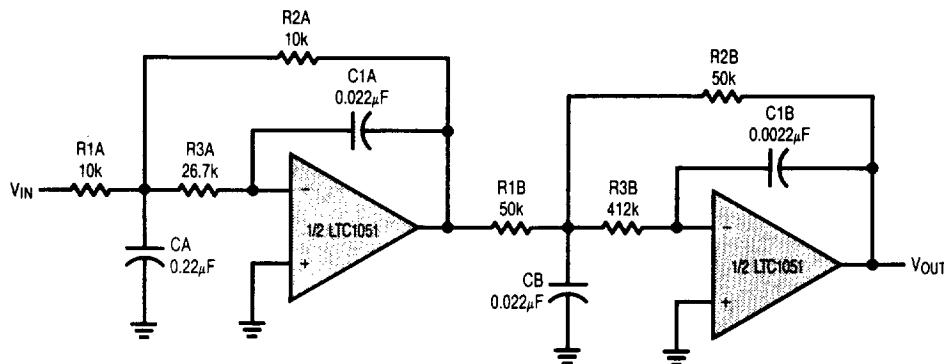 R2A
10k
C1A
0.022μF
R1A
10k
R3A
26.7k
VIN
CA
0.22μF
-
+
1/2 LTC1051
R2B
50k
C1B
0.0022μF
R1B
50k
R3B
412k
CB
0.022μF
-
+
1/2 LTC1051
VOUT